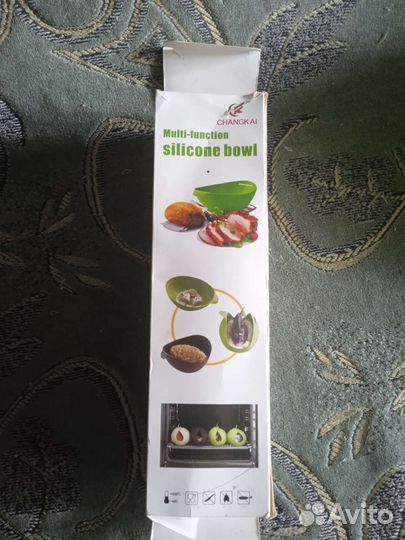 CHANGKAI
Multi-function
silicone bowl
Avito